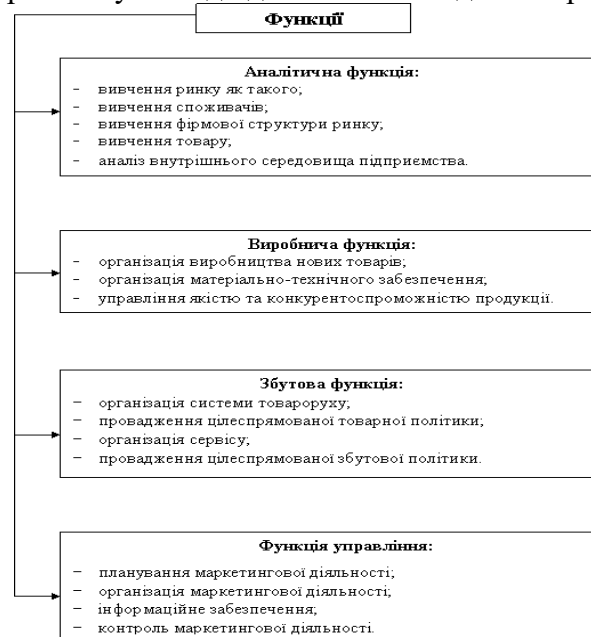 Функції
Аналітична функція:
- вивчення ринку як такого;
- вивчення споживачів;
- вивчення фірмової структури ринку;
- вивчення товару;
- аналіз внутрішнього середовища підприємства.
Виробнича функція:
- організація виробництва нових товарів;
- організація матеріально-технічного забезпечення;
- управління якістю та конкурентоспроможністю продукції.
Збутова функція:
- організація системи товароруху;
- провадження цілеспрямованої товарної політики;
- організація сервісу;
- провадження цілеспрямованої збутової політики.
Функція управління:
- планування маркетингової діяльності;
- організація маркетингової діяльності;
- інформаційне забезпечення;
- контроль маркетингової діяльності.